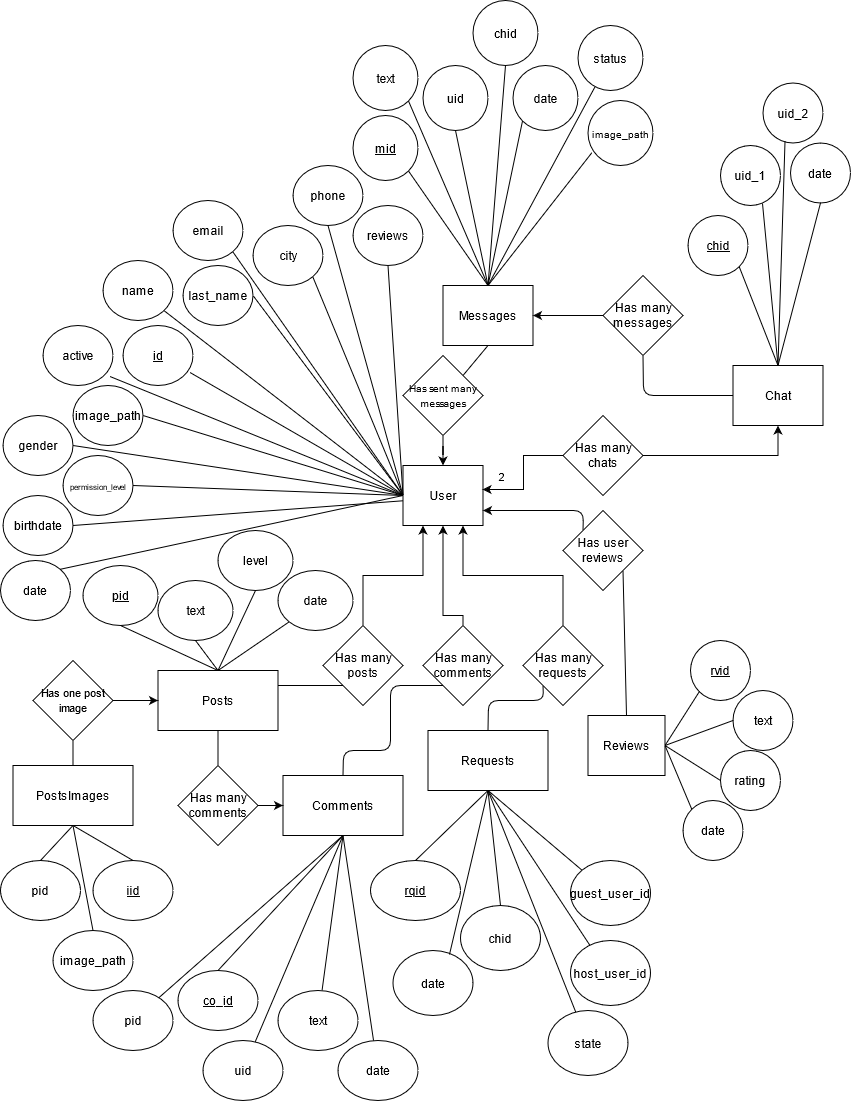 chid
status
text
uid
date
image_path
mid
uid_2
uid_1
date
chid
phone
reviews
email
city
last_name
name
active
id
image_path
gender
permission_level
birthdate
date
Messages
Has many
messages
Chat
Has sent many
messages
User
2
Has many
chats
Has user
reviews
level
pid
text
date
Has many
posts
Has many
comments
Has many
requests
Has one post
image
Posts
rvid
text
rating
date
Reviews
Requests
PostsImages
Has many
comments
Comments
pid
iid
image_path
rqid
guest_user_id
chid
host_user_id
date
state
co_id
pid
text
uid
date